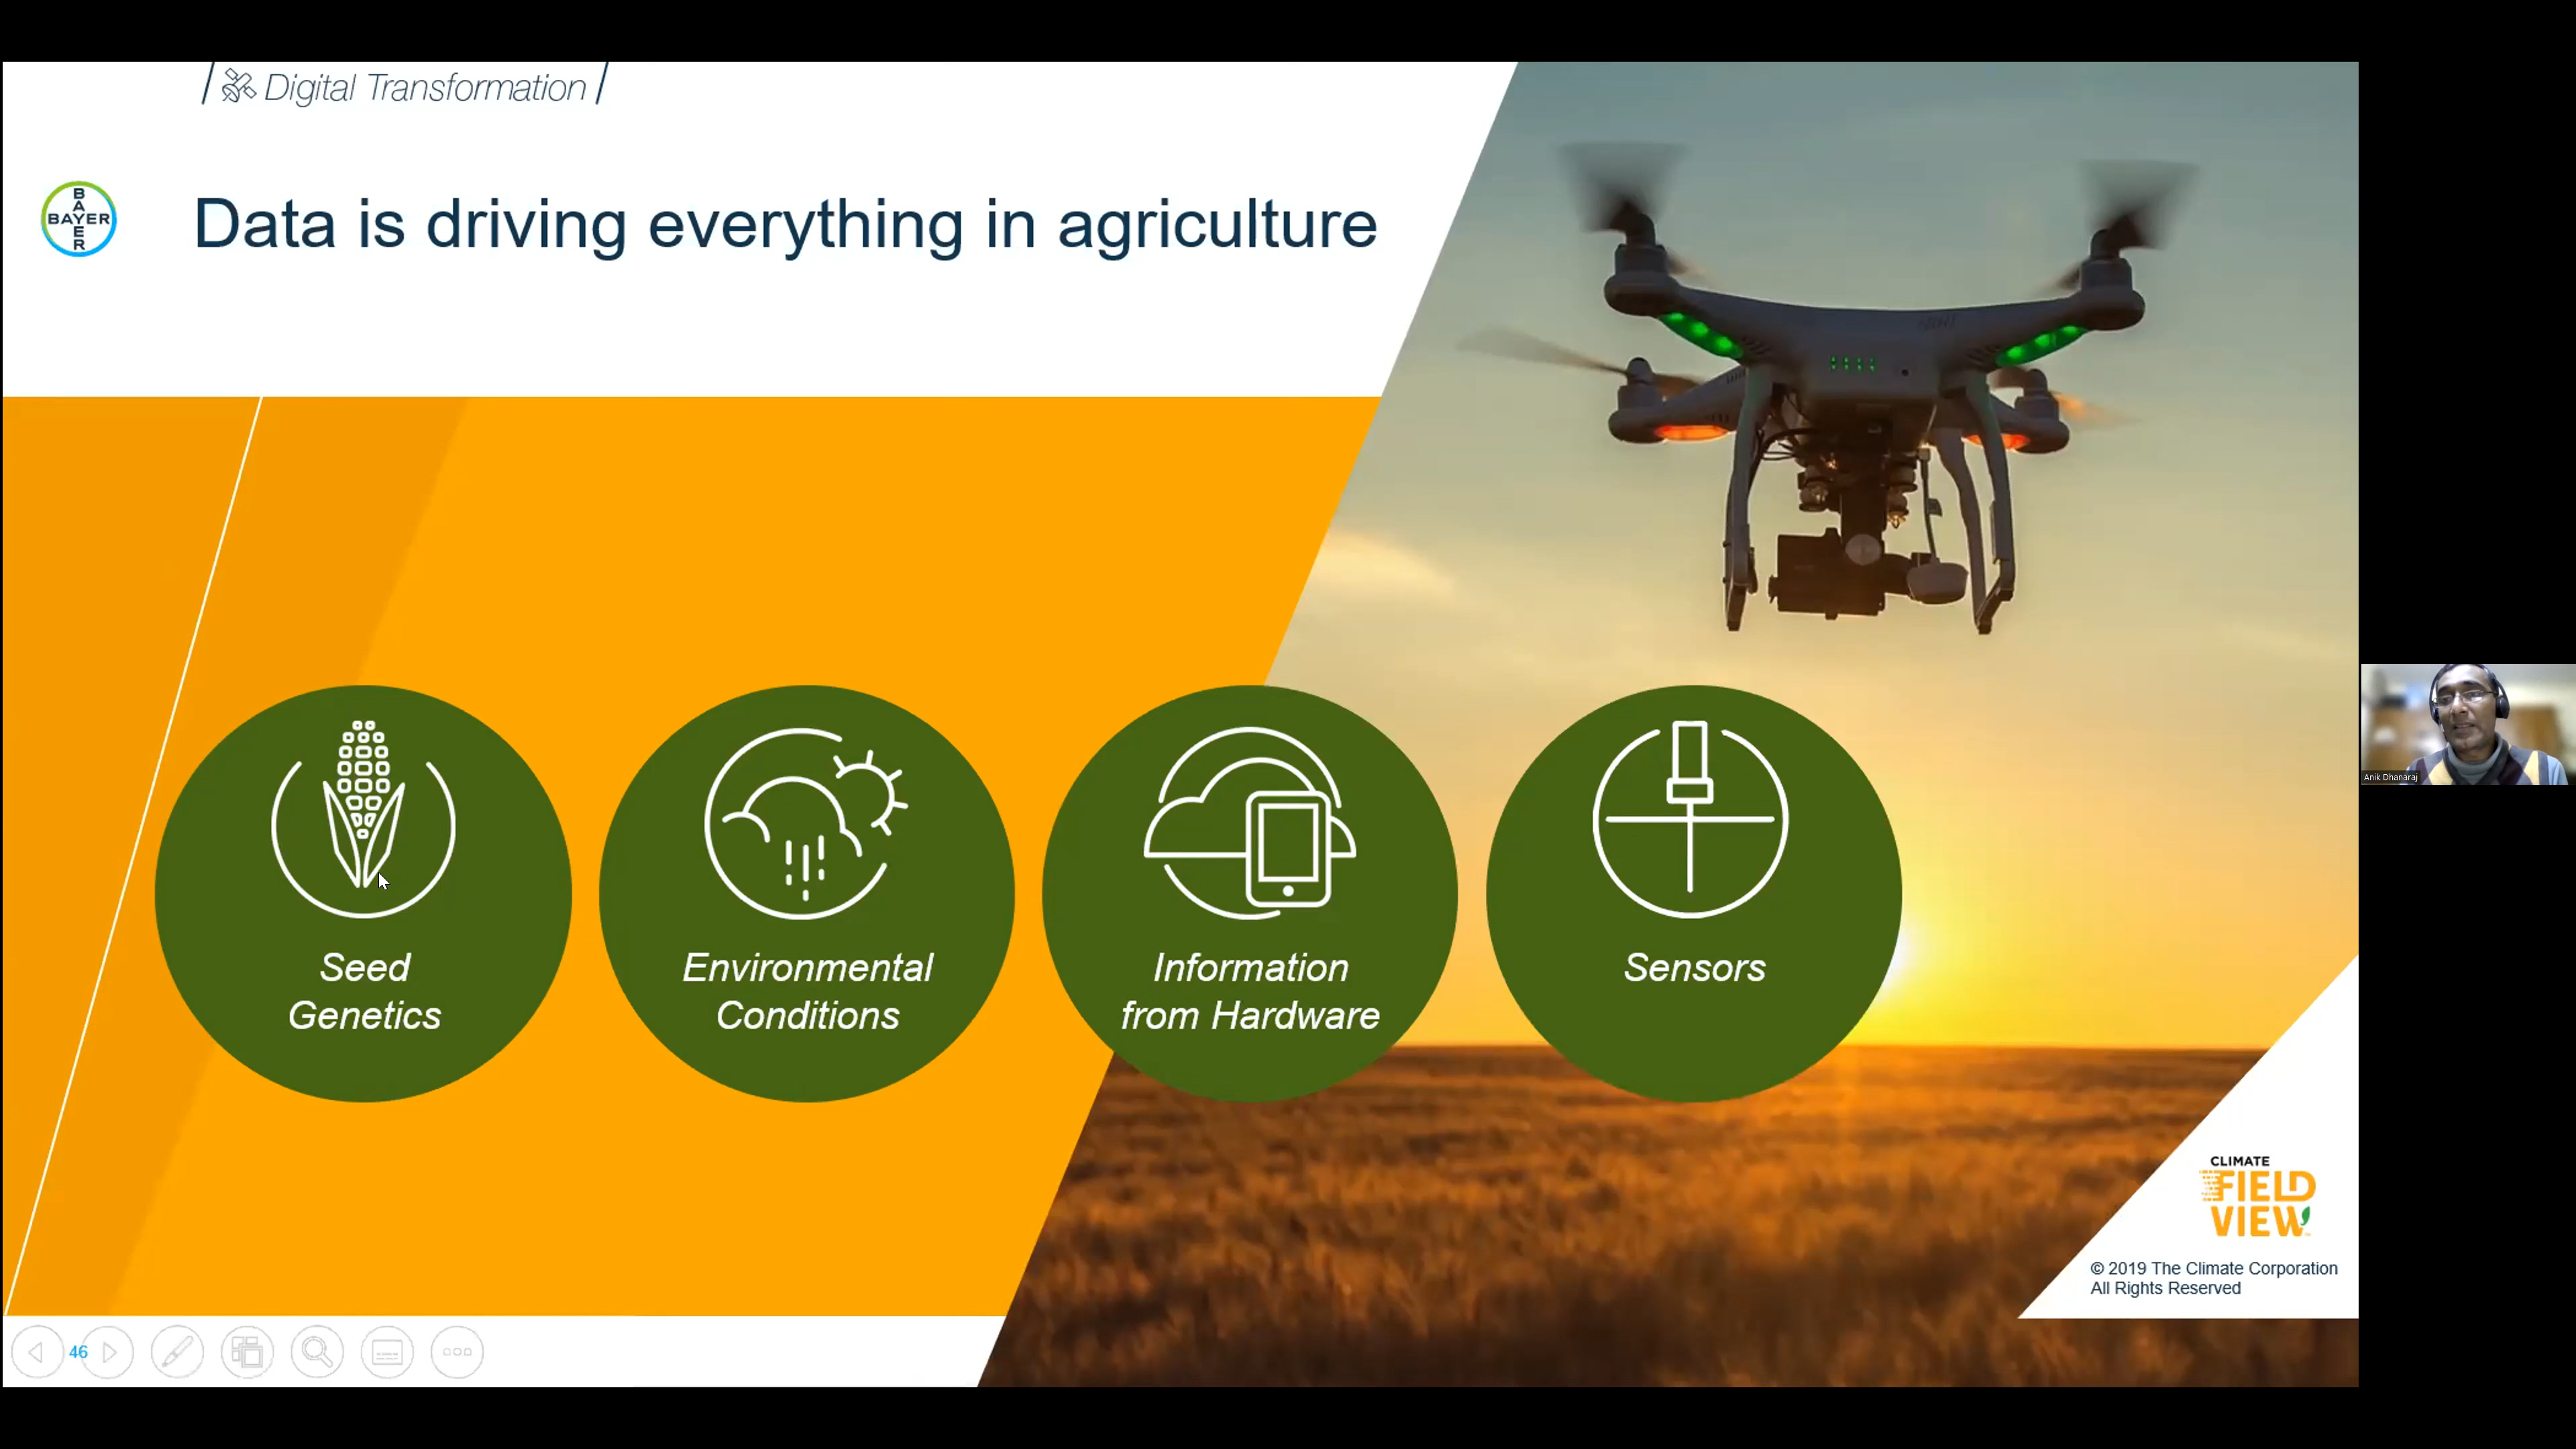 Digital Transformation
BAYER
BAYER
Data is driving everything in agriculture
Seed
Genetics
Environmental
Conditions
Information
from Hardware
Sensors
Anik Dhanaraj
CLIMATE
FIELD
VIEW
© 2019 The Climate Corporation
All Rights Reserved
46